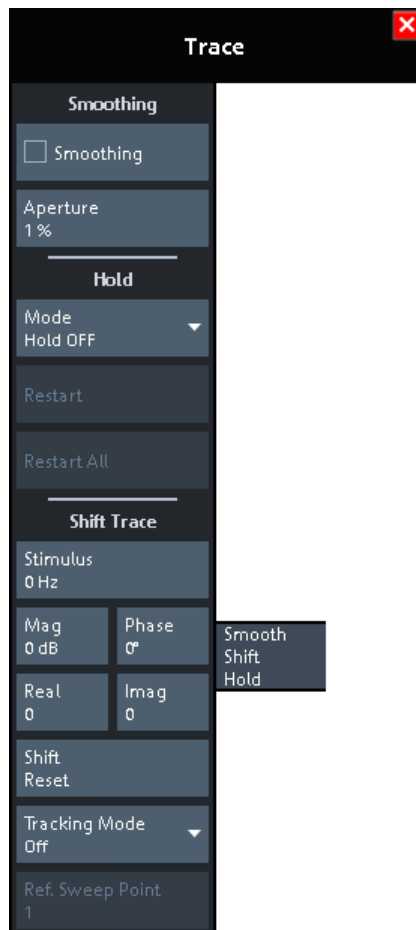 Trace
Smoothing
Smoothing
Aperture
1 %
Hold
Mode
Hold OFF
Restart
Restart All
Shift Trace
Stimulus
0 Hz
Mag
0 dB
Phase
0°
Real
0
Imag
0
Smooth
Shift
Hold
Shift
Reset
Tracking Mode
Off
Ref. Sweep Point
1